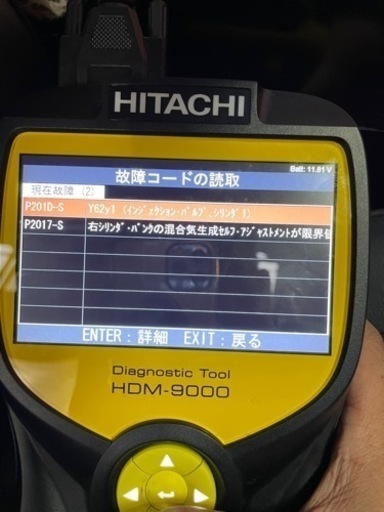 HITACHI
Batt: 11.81V
故障コードの読取
現在故障 (2)
P201D-S Y62y1 (ｲﾝｼﾞｪｸｼｮﾝ･ﾊﾞﾙﾌﾞ､ｼﾘﾝﾀﾞ1)
P2017-S 右ｼﾘﾝﾀﾞ･ﾊﾞﾝｸの混合気生成ｾﾙﾌ･ｱｼﾞｬｽﾄﾒﾝﾄが限界値
ENTER：詳細 EXIT：戻る
Diagnostic Tool
HDM-9000